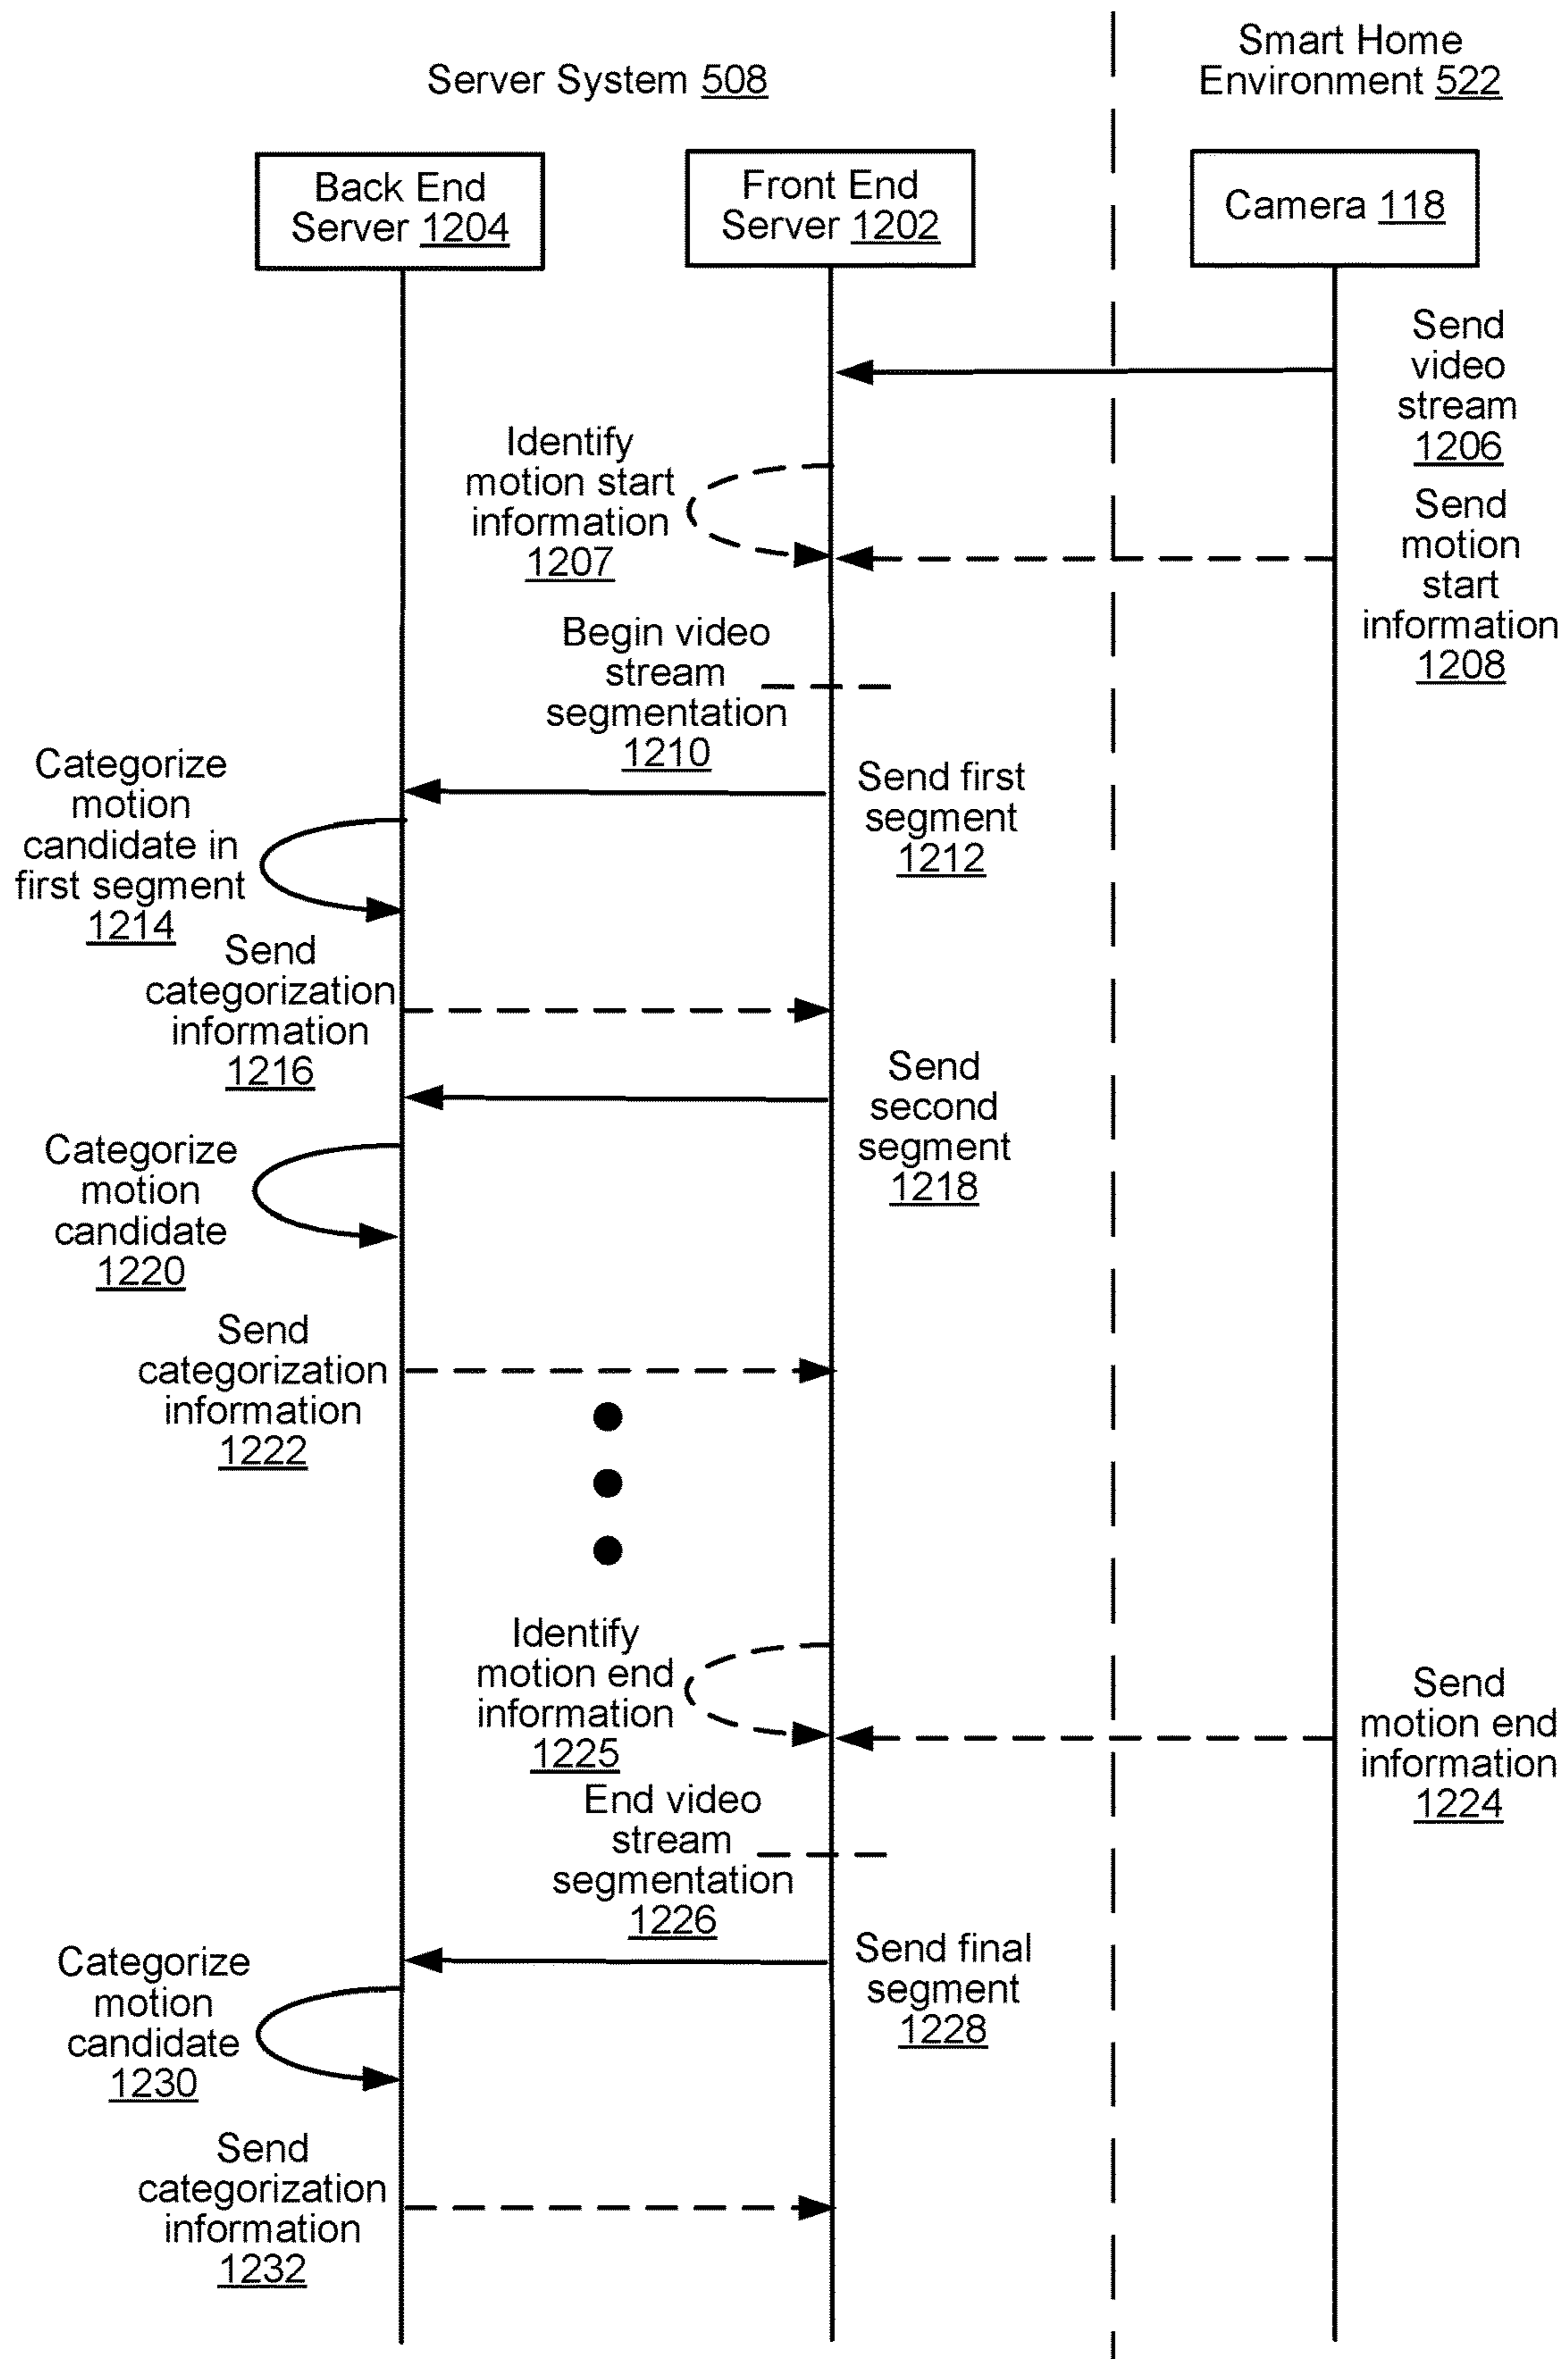 Server System 508
Smart Home
Environment 522
Back End
Server 1204
Front End
Server 1202
Camera 118
Send
video
stream
1206
Identify
motion start
information
1207
Send
motion
start
information
1208
Begin video
stream
segmentation
1210
Categorize
motion
candidate in
first segment
1214
Send first
segment
1212
Send
categorization
information
1216
Send
second
segment
1218
Categorize
motion
candidate
1220
Send
categorization
information
1222
Identify
motion end
information
1225
Send
motion end
information
1224
End video
stream
segmentation
1226
Send final
segment
1228
Categorize
motion
candidate
1230
Send
categorization
information
1232